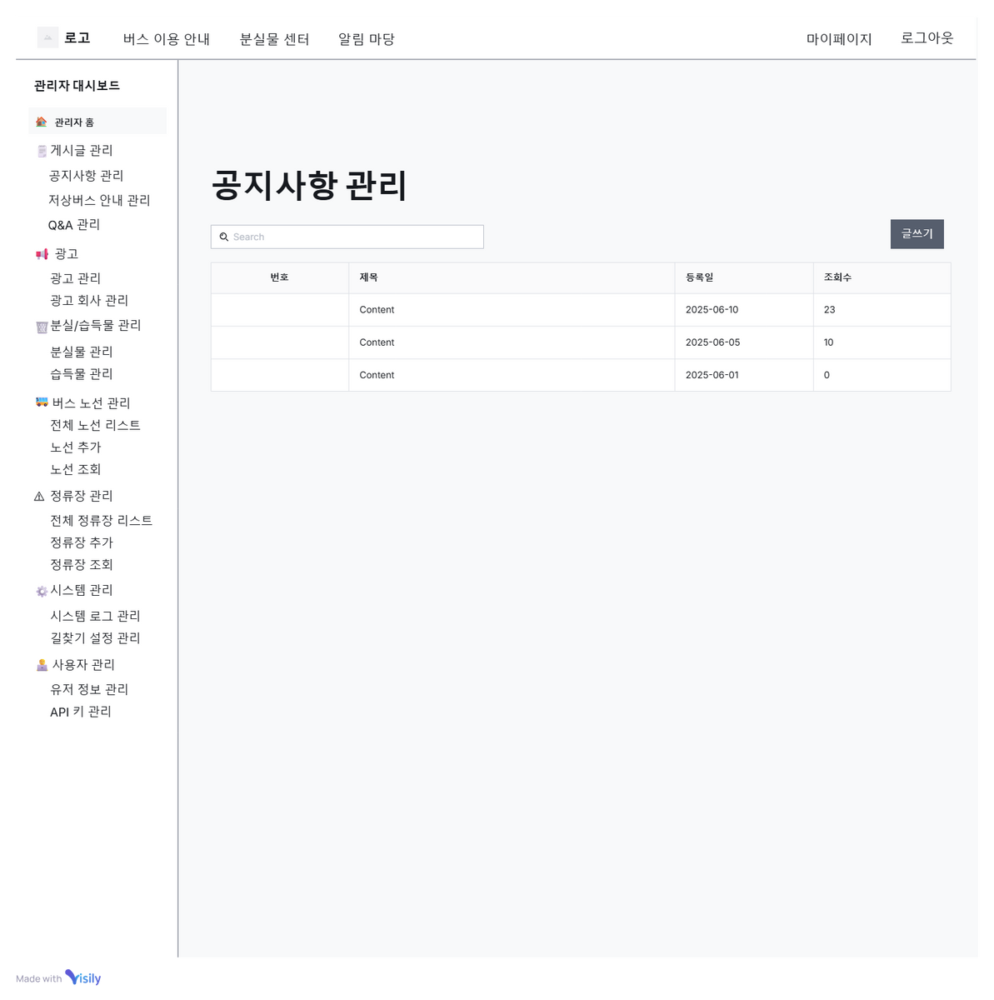 로고 버스 이용 안내 분실물 센터 알림 마당 마이페이지 로그아웃
관리자 대시보드
관리자 홈
게시글 관리
공지사항 관리
저상버스 안내 관리
Q&A 관리
광고
광고 관리
광고 회사 관리
분실/습득물 관리
분실물 관리
습득물 관리
버스 노선 관리
전체 노선 리스트
노선 추가
노선 조회
정류장 관리
전체 정류장 리스트
정류장 추가
정류장 조회
시스템 관리
시스템 로그 관리
길찾기 설정 관리
사용자 관리
유저 정보 관리
API 키 관리
공지사항 관리
Search 글쓰기
번호 제목 등록일 조회수
Content 2025-06-10 23
Content 2025-06-05 10
Content 2025-06-01 0
Made with Visily